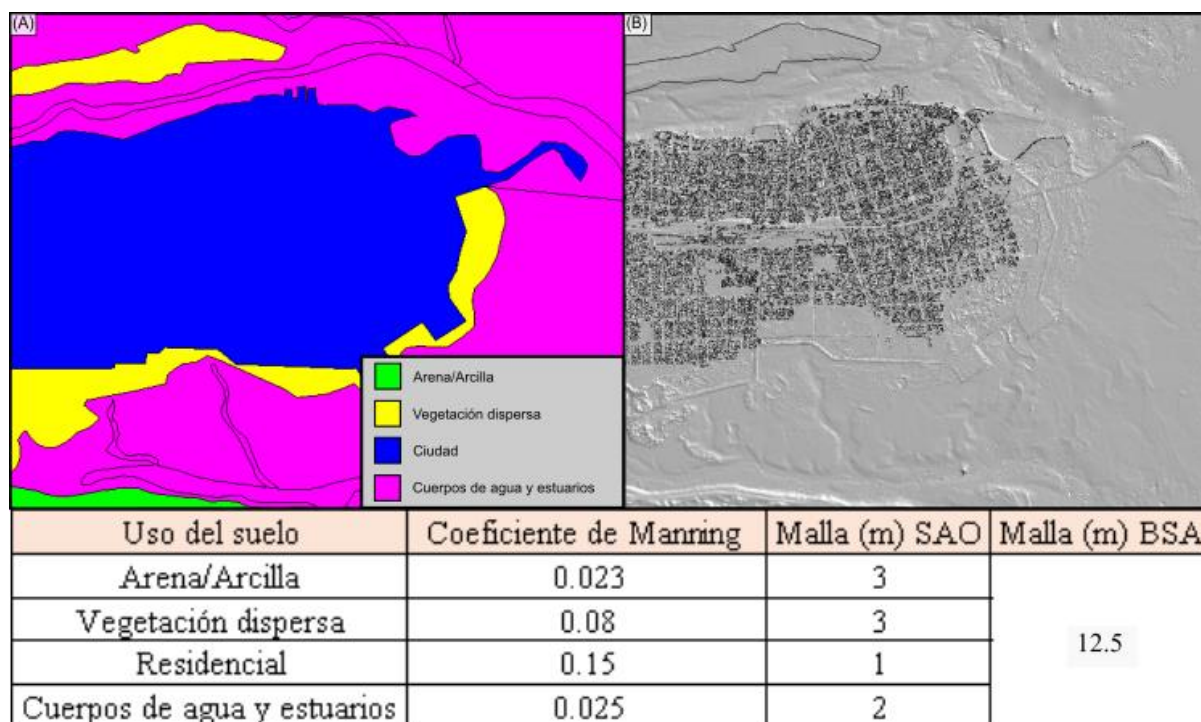 (A)
(B)
Arena/Arcilla
Vegetación dispersa
Ciudad
Cuerpos de agua y estuarios
Uso del suelo Coeficiente de Manning Malla (m) SAO Malla (m) BSA
Arena/Arcilla 0.023 3
Vegetación dispersa 0.08 3
12.5
Residencial 0.15 1
Cuerpos de agua y estuarios 0.025 2